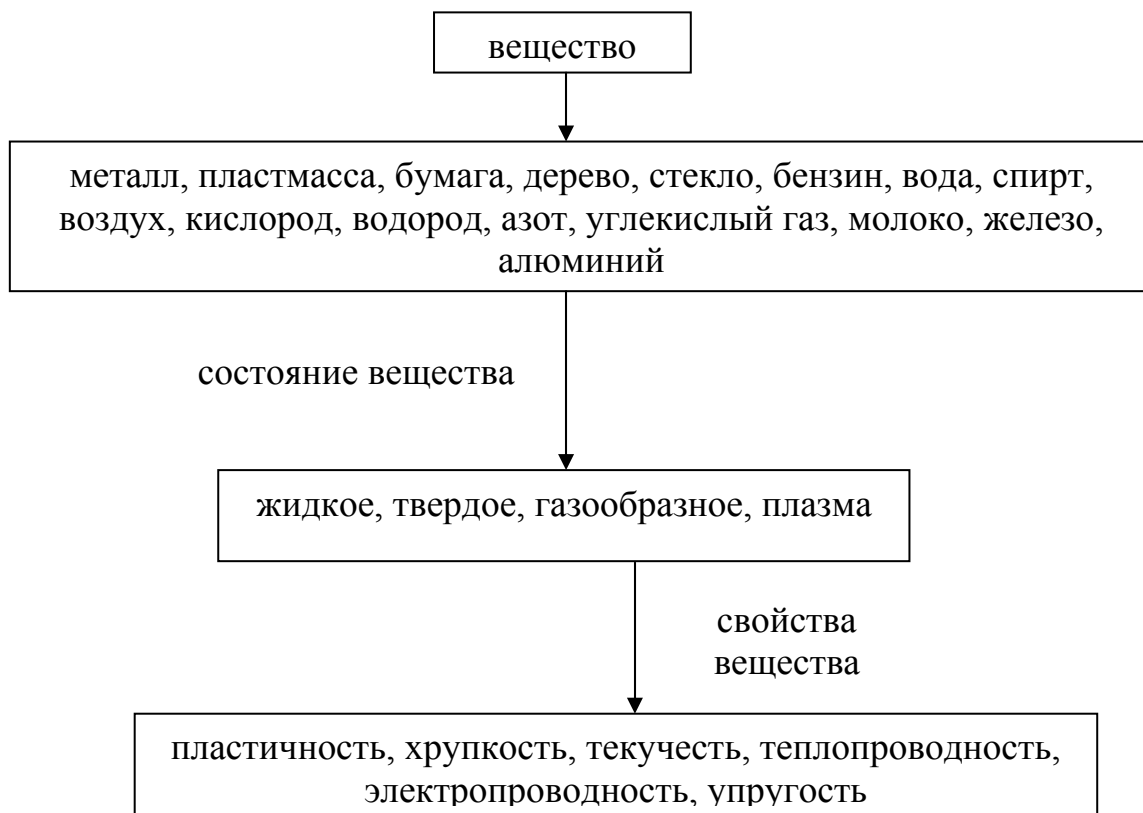 вещество
металл, пластмасса, бумага, дерево, стекло, бензин, вода, спирт,
воздух, кислород, водород, азот, углекислый газ, молоко, железо,
алюминий
состояние вещества
жидкое, твердое, газообразное, плазма
свойства
вещества
пластичность, хрупкость, текучесть, теплопроводность,
электропроводность, упругость